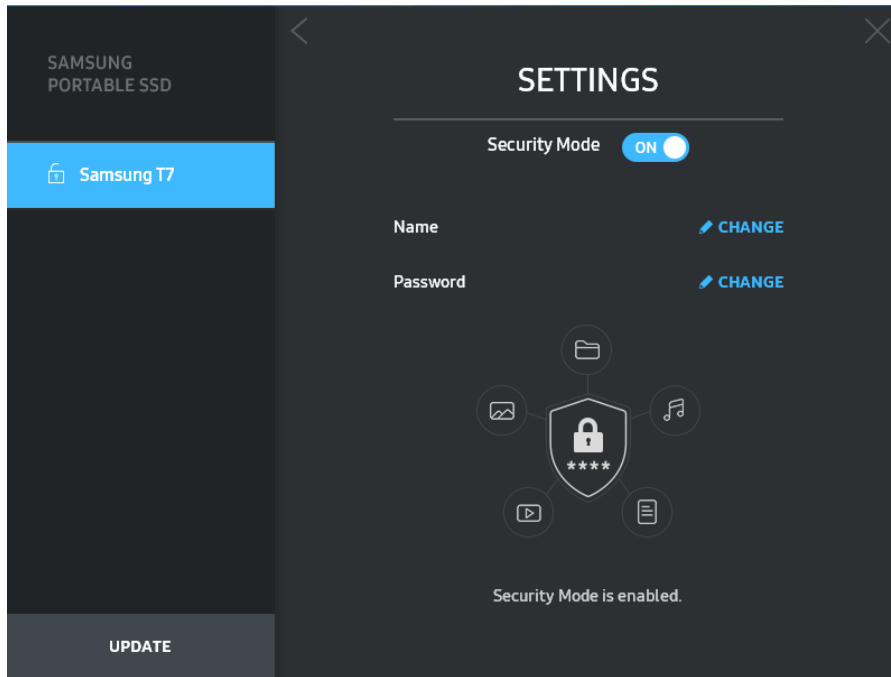 SAMSUNG
PORTABLE SSD
Samsung T7
UPDATE
SETTINGS
Security Mode ON
Name CHANGE
Password CHANGE
****
Security Mode is enabled.